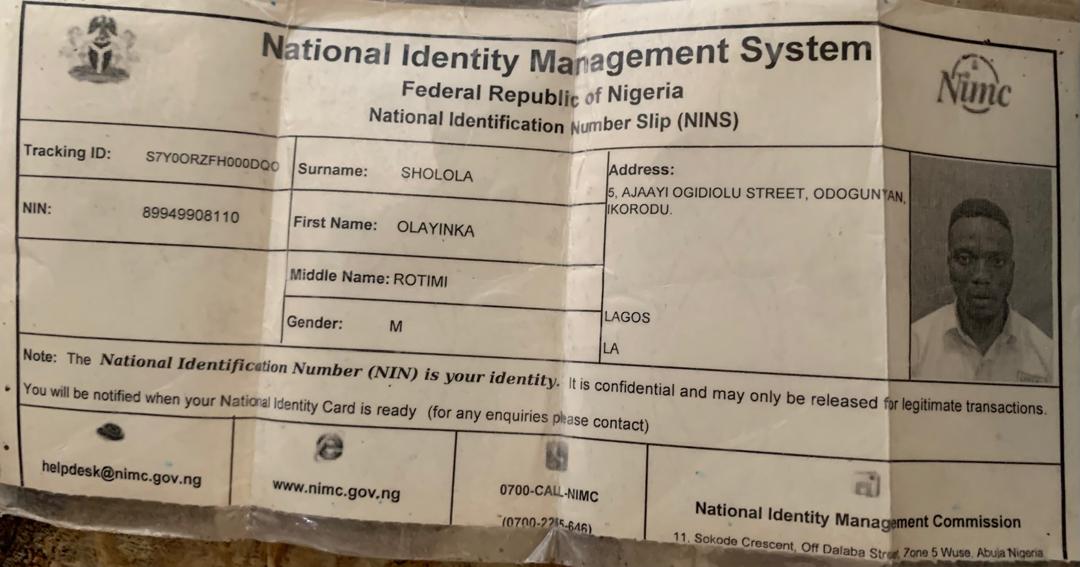 National Identity Management System
Federal Republic of Nigeria
National Identification Number Slip (NINS)
Nimc
Tracking ID: S7Y0ORZFH000DQO
NIN: 89949908110
Surname: SHOLOLA
First Name: OLAYINKA
Middle Name: ROTIMI
Gender: M
Address:
5, AJAAYI OGIDIOLU STREET, ODOGUNYAN,
IKORODU.
LAGOS
LA
Note: The National Identification Number (NIN) is your identity. It is confidential and may only be released for legitimate transactions.
You will be notified when your National Identity Card is ready (for any enquiries please contact)
helpdesk@nimc.gov.ng
www.nimc.gov.ng
0700-CALL-NIMC
(0700-2255-646)
National Identity Management Commission
11, Sokode Crescent, Off Dalaba Street, Zone 5 Wuse, Abuja Nigeria